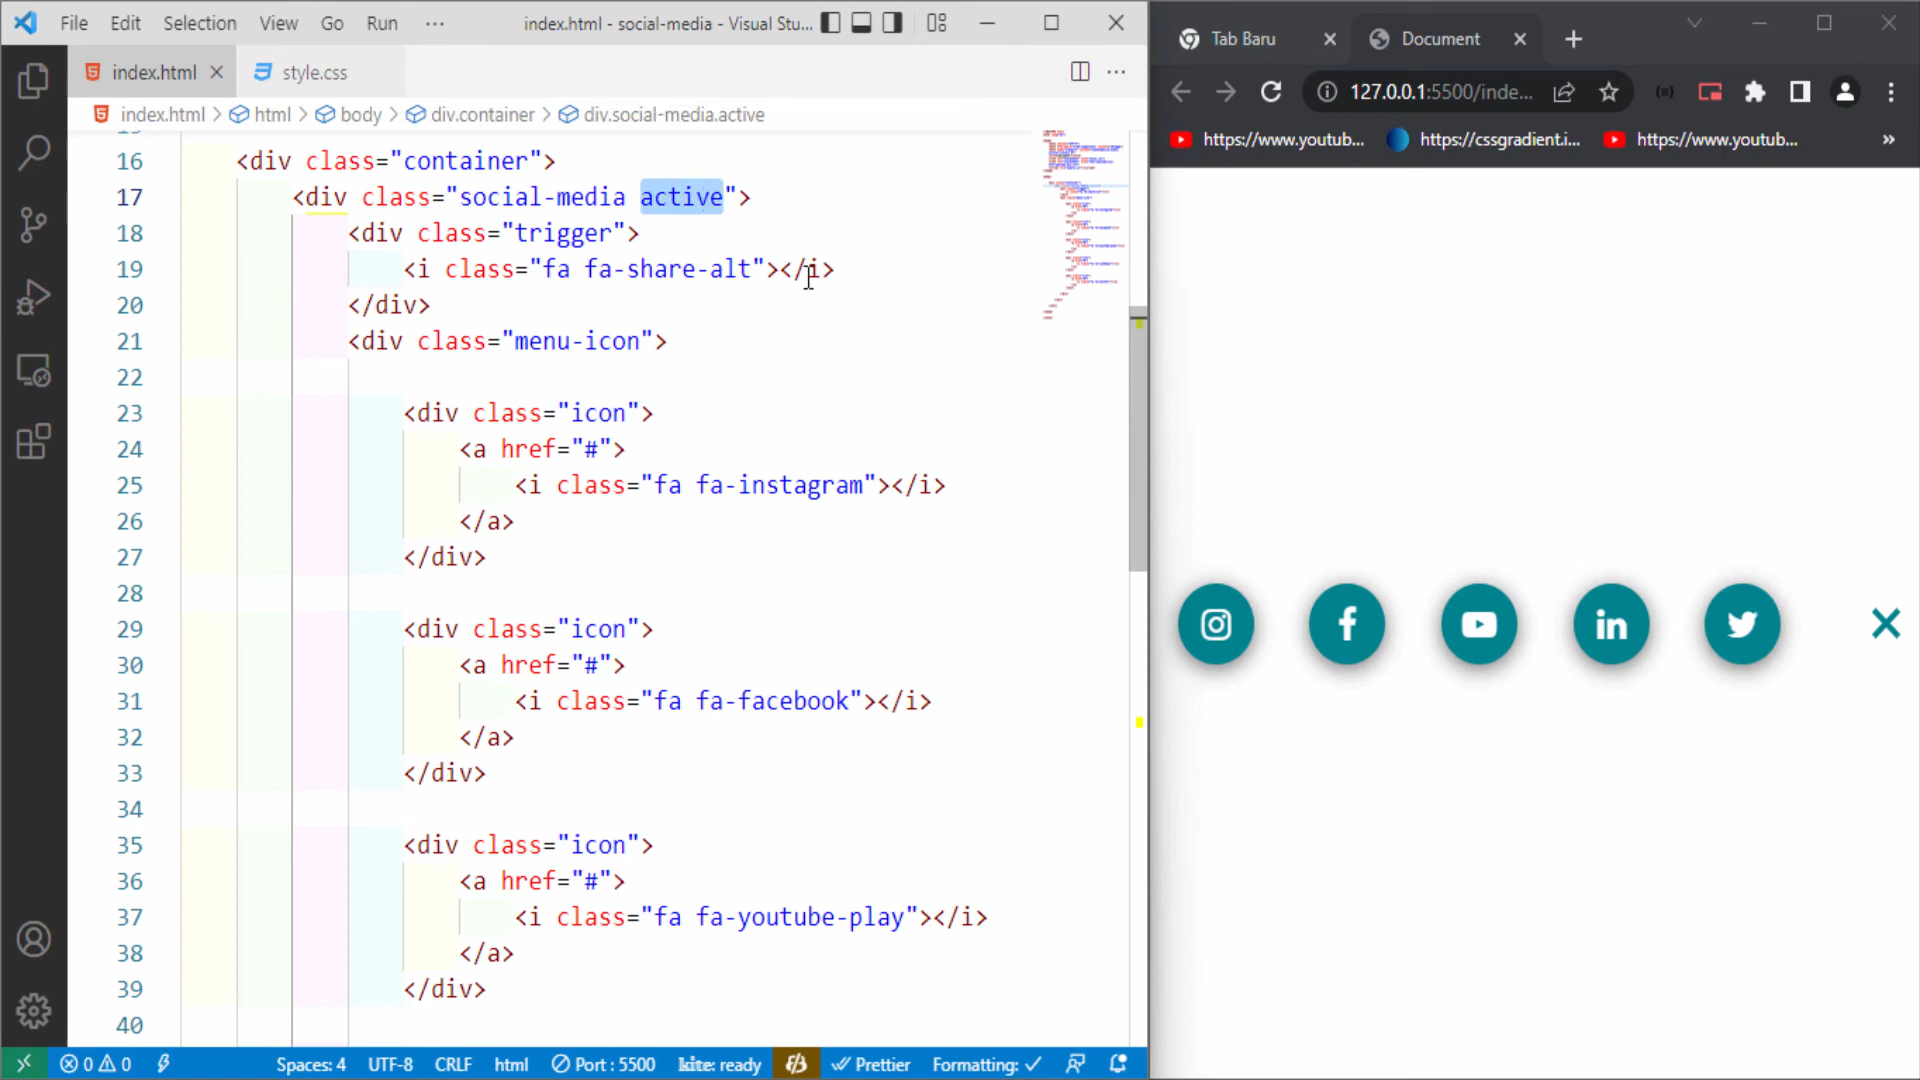 File Edit Selection View Go Run ··· index.html - social-media - Visual Stu...
index.html style.css
index.html > html > body > div.container > div.social-media.active
16 <div class="container">
17 <div class="social-media active">
18 <div class="trigger">
19 <i class="fa fa-share-alt"></i>
20 </div>
21 <div class="menu-icon">
22
23 <div class="icon">
24 <a href="#">
25 <i class="fa fa-instagram"></i>
26 </a>
27 </div>
28
29 <div class="icon">
30 <a href="#">
31 <i class="fa fa-facebook"></i>
32 </a>
33 </div>
34
35 <div class="icon">
36 <a href="#">
37 <i class="fa fa-youtube-play"></i>
38 </a>
39 </div>
40
0 0 Spaces: 4 UTF-8 CRLF html Port : 5500 kite: ready Prettier Formatting:
Tab Baru Document
127.0.0.1:5500/inde...
https://www.youtub... https://cssgradient.i... https://www.youtub... »